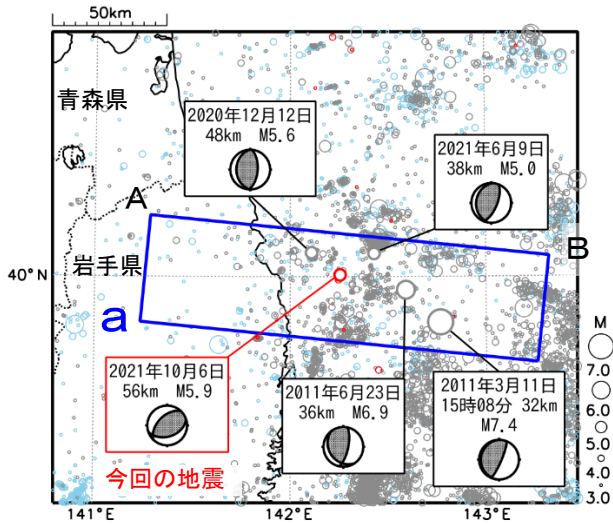 50km
青森県
2020年12月12日
48km M5.6
2021年6月9日
38km M5.0
A
B
岩手県
40°N
a
2021年10月6日
56km M5.9
今回の地震
2011年6月23日
36km M6.9
2011年3月11日
15時08分 32km
M7.4
M
7.0
6.0
5.0
4.0
3.0
141°E
142°E
143°E